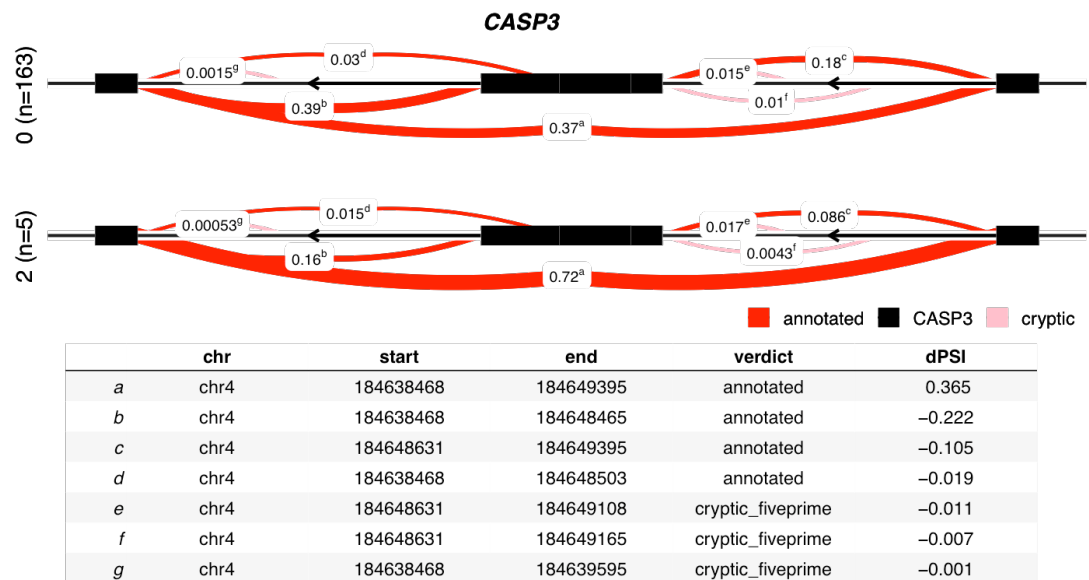 CASP3
0 (n=163)
0.03d
0.0015g
0.39b
0.37a
0.015e
0.18c
0.01f
2 (n=5)
0.015d
0.00053g
0.16b
0.72a
0.017e
0.086c
0.0043f
annotated CASP3 cryptic
chr start end verdict dPSI
a chr4 184638468 184649395 annotated 0.365
b chr4 184638468 184648465 annotated −0.222
c chr4 184648631 184649395 annotated −0.105
d chr4 184638468 184648503 annotated −0.019
e chr4 184648631 184649108 cryptic_fiveprime −0.011
f chr4 184648631 184649165 cryptic_fiveprime −0.007
g chr4 184638468 184639595 cryptic_fiveprime −0.001